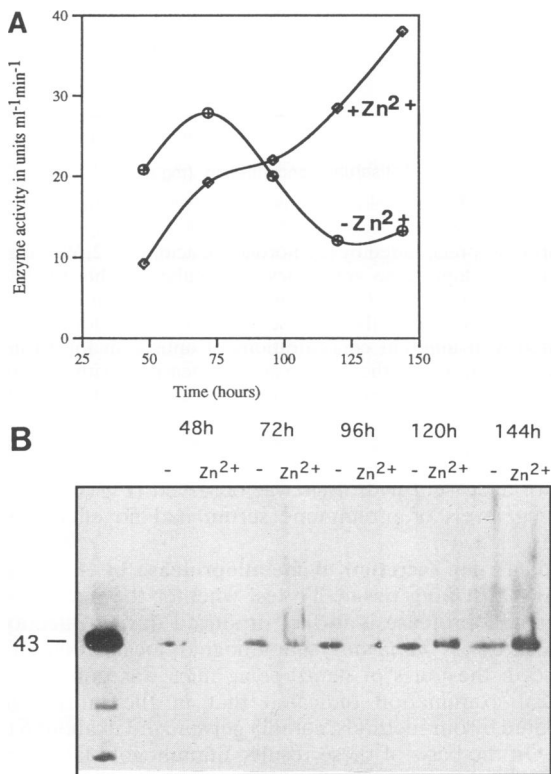 A
40
Enzyme activity in units ml-1min-1
30
+Zn2+
20
-Zn2+
10
0
25 50 75 100 125 150
Time (hours)
B
48h 72h 96h 120h 144h
- Zn2+ - Zn2+ - Zn2+ - Zn2+ - Zn2+
43